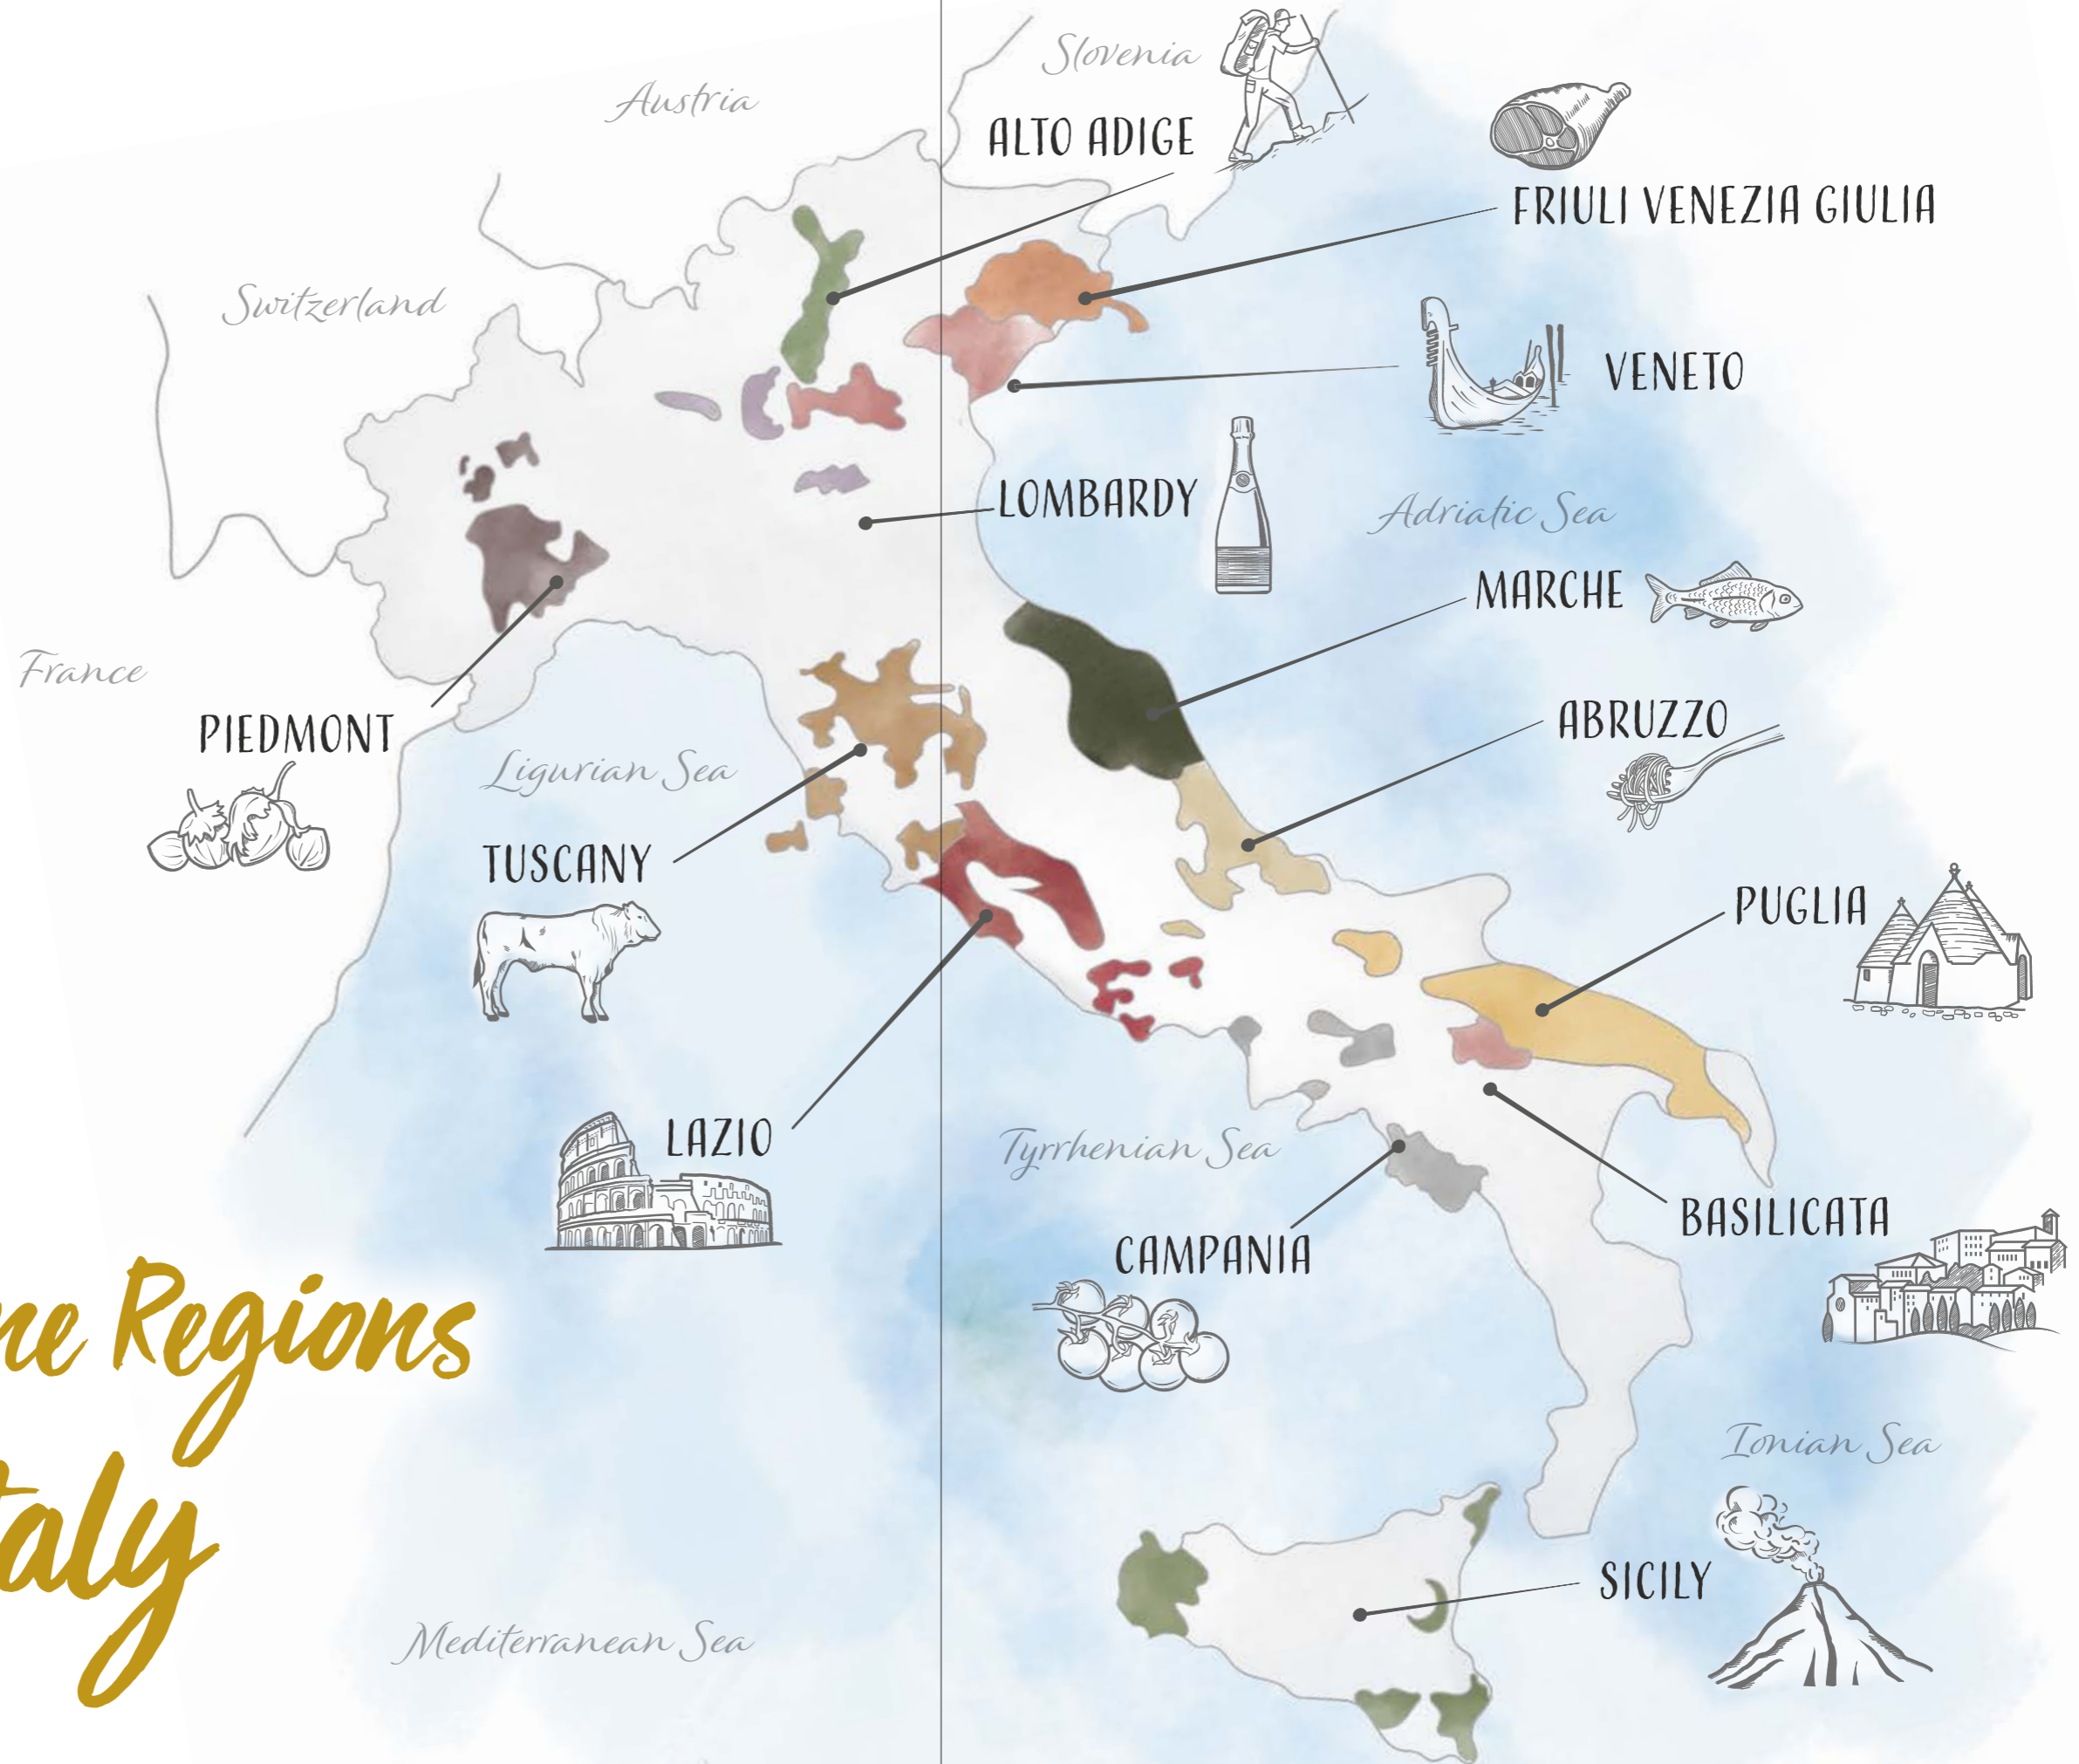 Slovenia
Austria
ALTO ADIGE
FRIULI VENEZIA GIULIA
Switzerland
VENETO
LOMBARDY
Adriatic Sea
MARCHE
France
PIEDMONT
ABRUZZO
Ligurian Sea
TUSCANY
PUGLIA
LAZIO
Tyrrhenian Sea
BASILICATA
CAMPANIA
Regions
Ionian Sea
SICILY
Mediterranean Sea